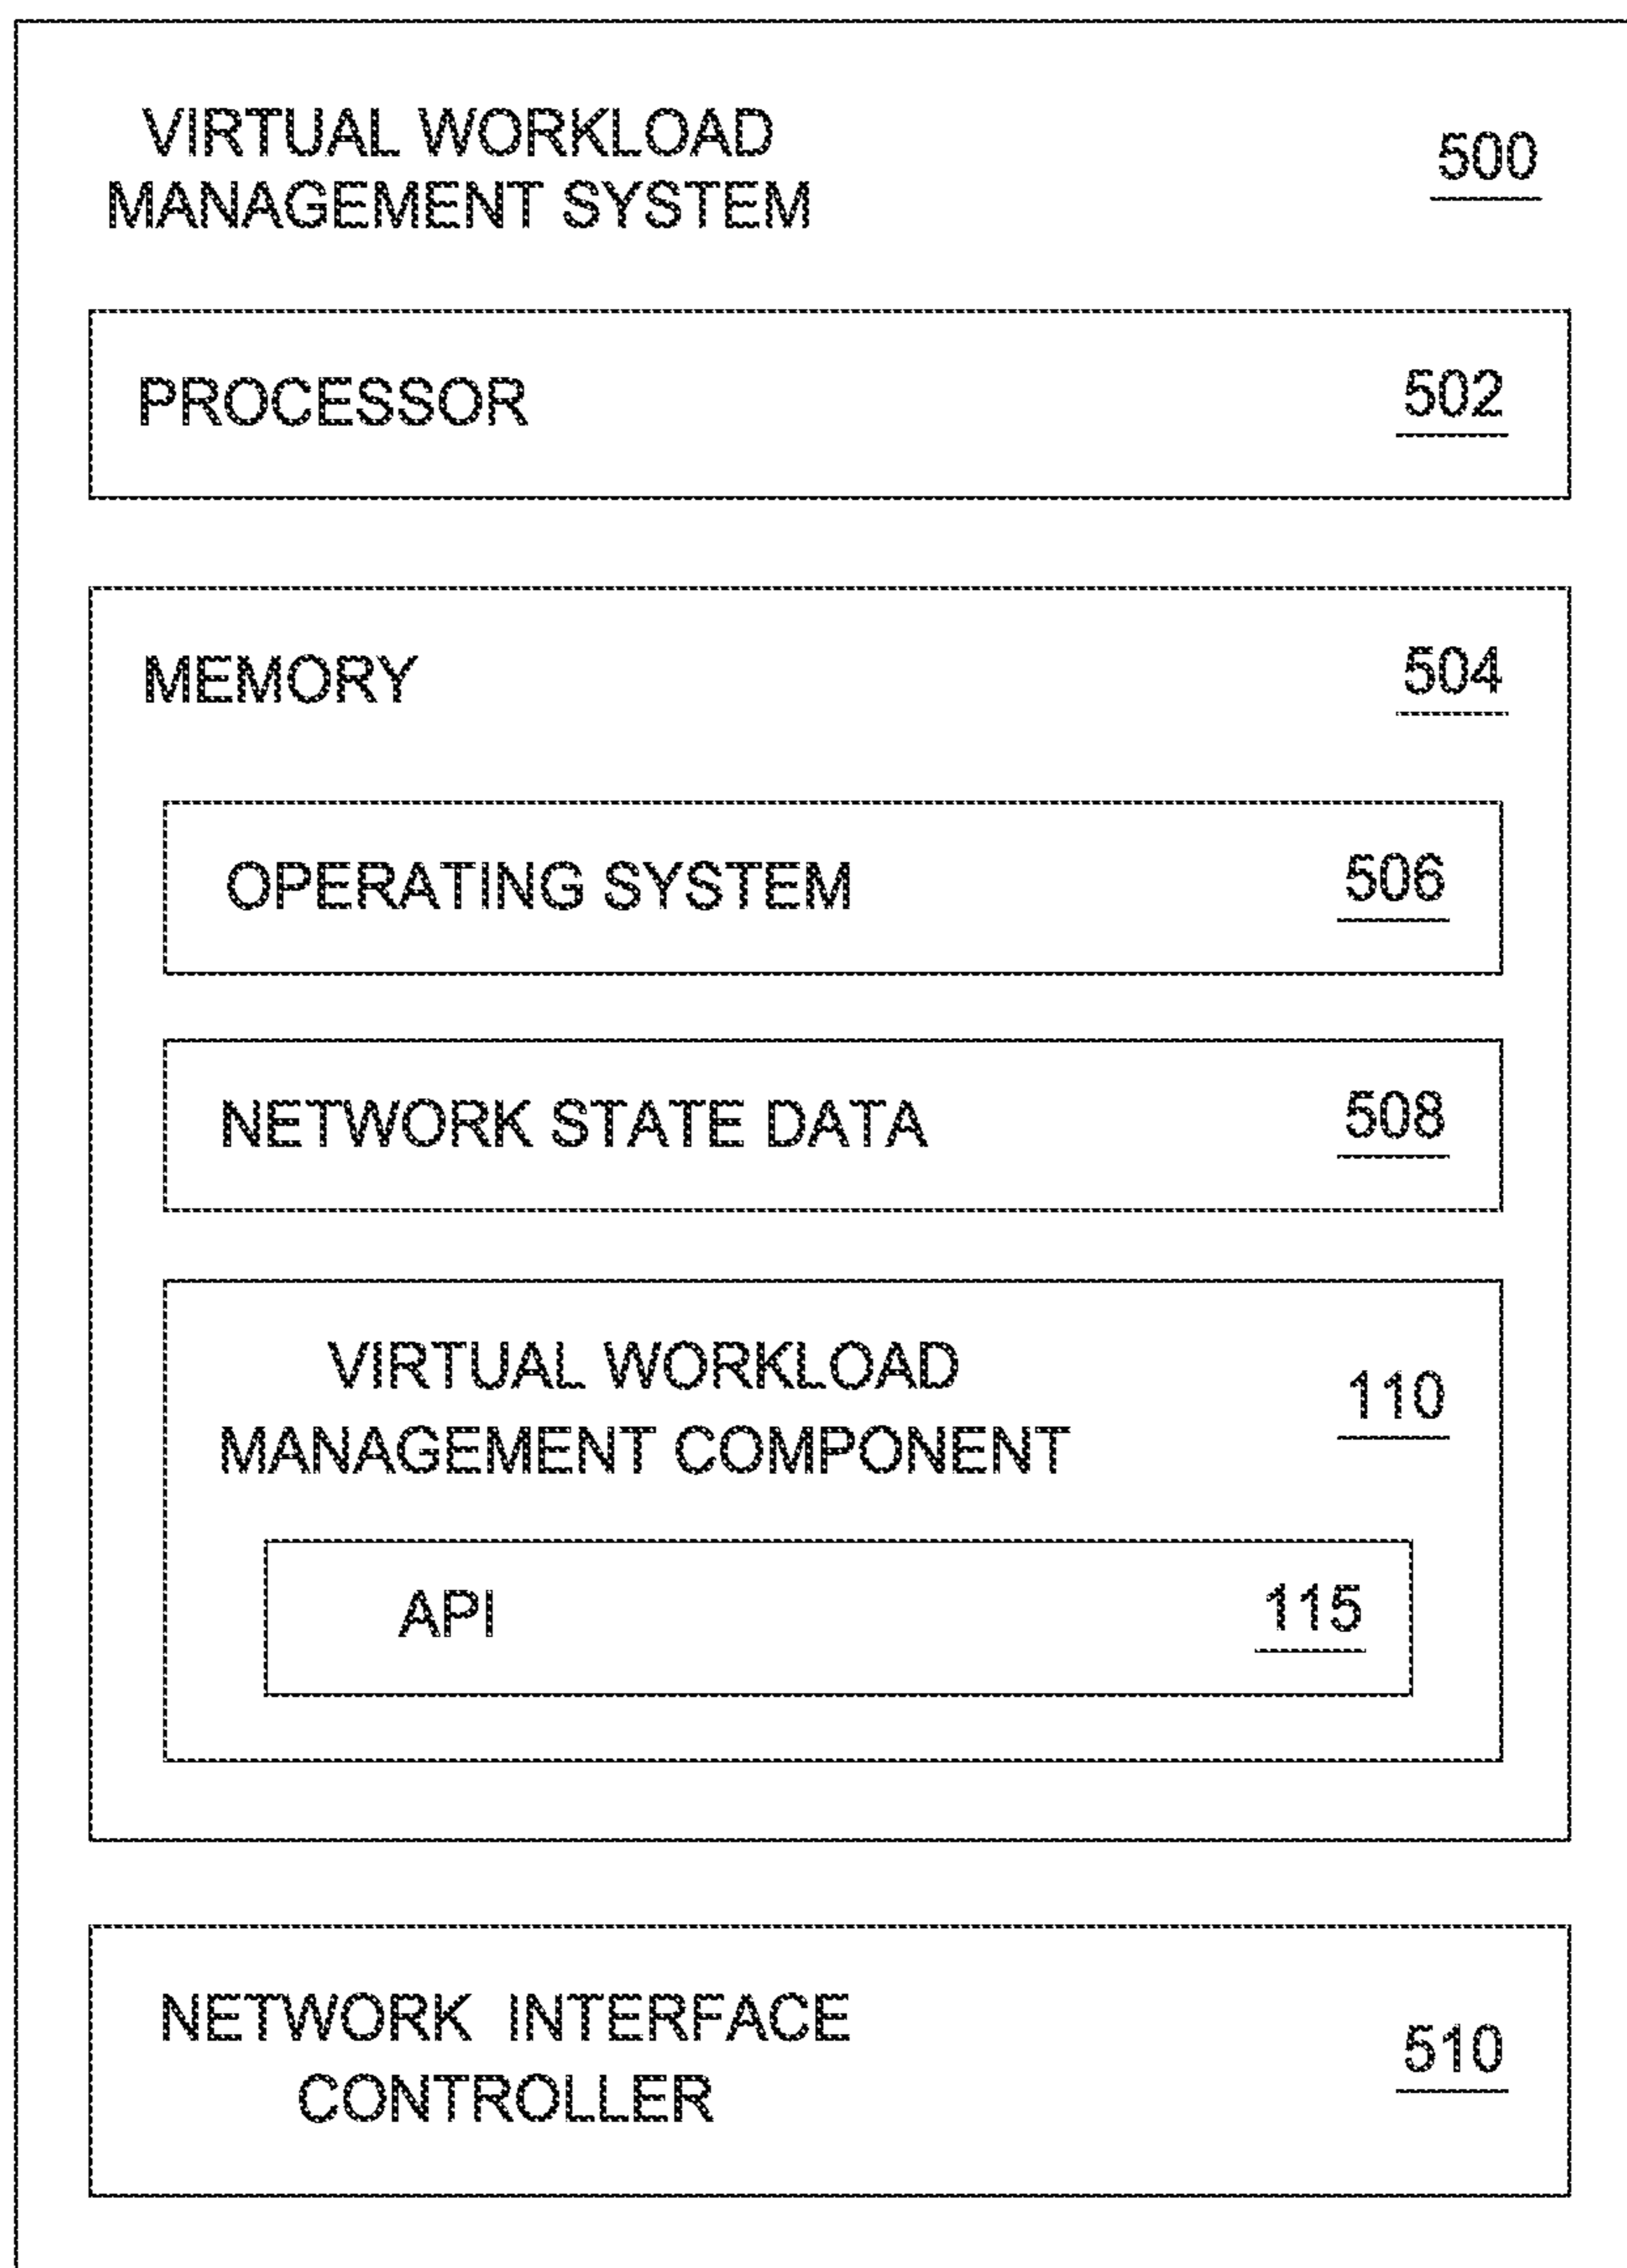 VIRTUAL WORKLOAD
MANAGEMENT SYSTEM
500
PROCESSOR
502
MEMORY
504
OPERATING SYSTEM
506
NETWORK STATE DATA
508
VIRTUAL WORKLOAD
MANAGEMENT COMPONENT
110
API
115
NETWORK INTERFACE
CONTROLLER
510